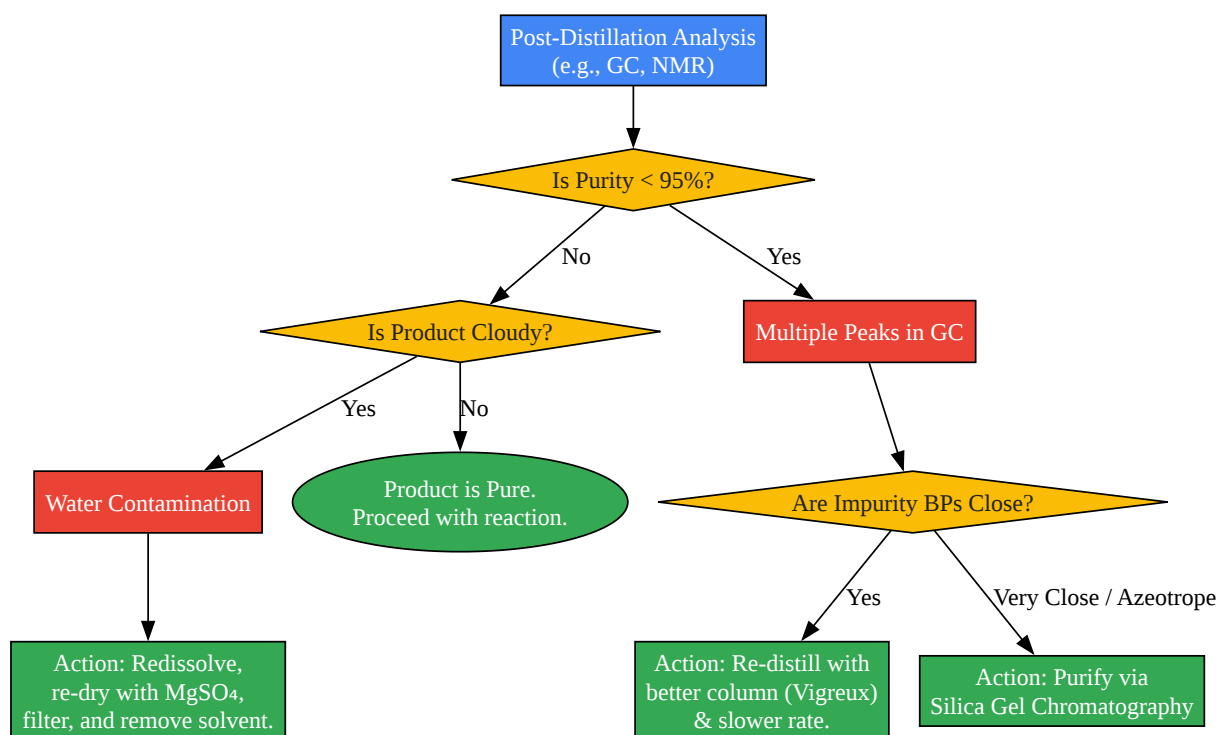 Post-Distillation Analysis
(e.g., GC, NMR)
Is Purity < 95%?
No
Yes
Is Product Cloudy?
Multiple Peaks in GC
Yes
No
Water Contamination
Product is Pure.
Proceed with reaction.
Are Impurity BPs Close?
Yes
Very Close / Azeotrope
Action: Redissolve,
re-dry with MgSO₄,
filter, and remove solvent.
Action: Re-distill with
better column (Vigreux)
& slower rate.
Action: Purify via
Silica Gel Chromatography